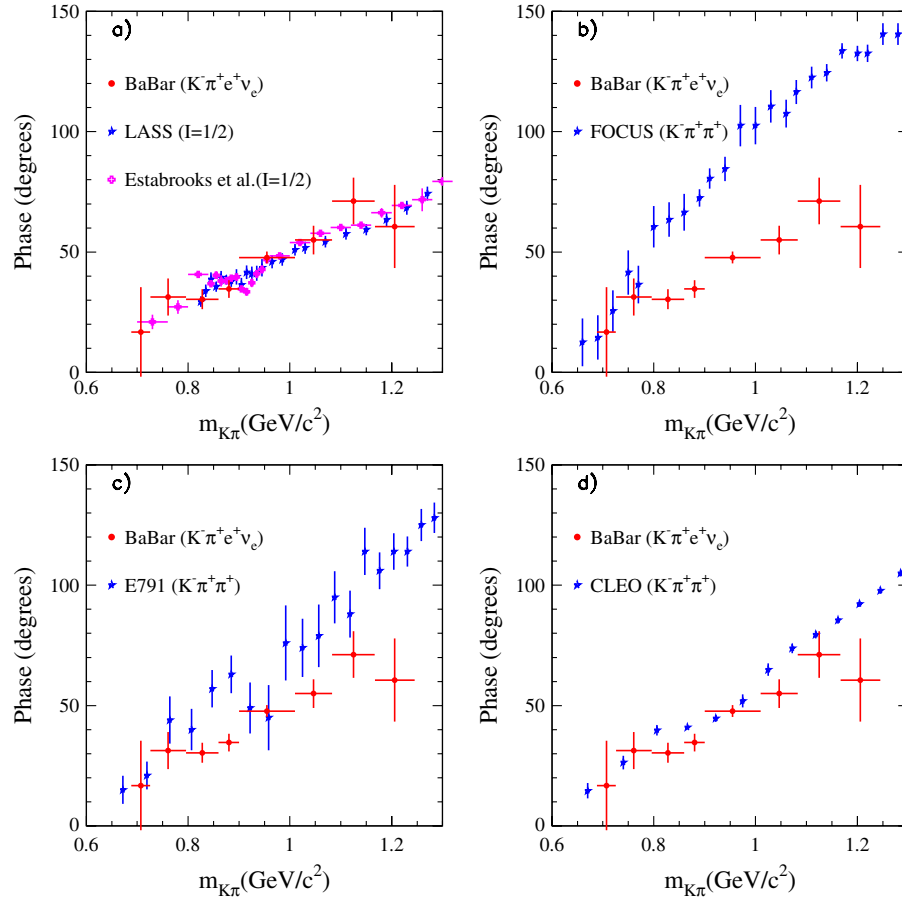 a)
BaBar (K⁻π⁺e⁺νₑ)
LASS (I=1/2)
Estabrooks et al.(I=1/2)
Phase (degrees)
150
100
50
0
0.6 0.8 1 1.2
m_Kπ(GeV/c²)
b)
BaBar (K⁻π⁺e⁺νₑ)
FOCUS (K⁻π⁺π⁺)
Phase (degrees)
150
100
50
0
0.6 0.8 1 1.2
m_Kπ(GeV/c²)
c)
BaBar (K⁻π⁺e⁺νₑ)
E791 (K⁻π⁺π⁺)
Phase (degrees)
150
100
50
0
0.6 0.8 1 1.2
m_Kπ(GeV/c²)
d)
BaBar (K⁻π⁺e⁺νₑ)
CLEO (K⁻π⁺π⁺)
Phase (degrees)
150
100
50
0
0.6 0.8 1 1.2
m_Kπ(GeV/c²)